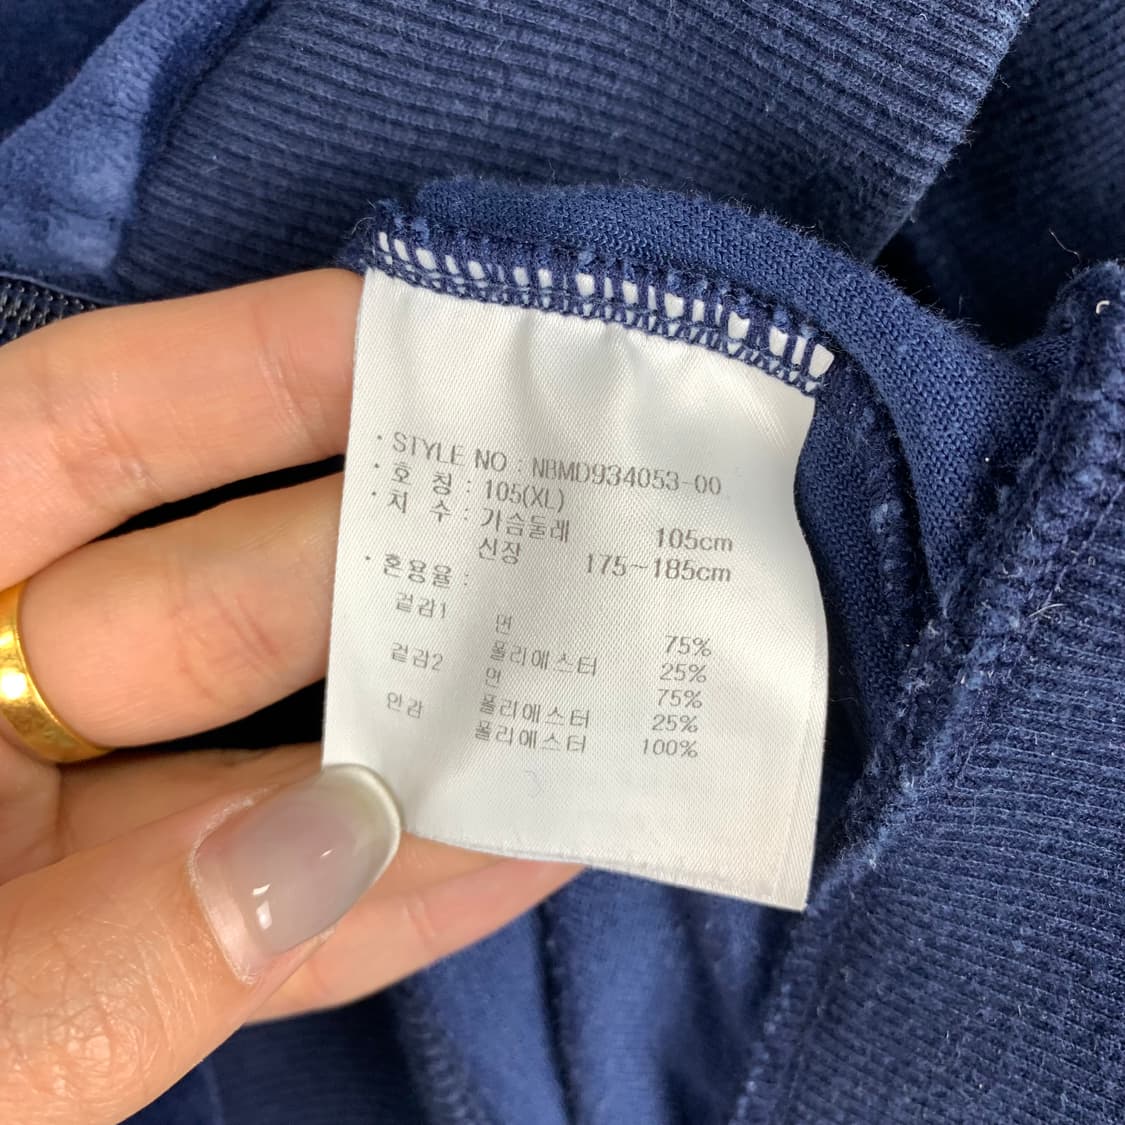 · STYLE NO : NBMD934053-00
· 호 칭 : 105(XL)
· 치 수 : 가슴둘레 105cm
신장 175~185cm
· 혼용율 :
겉감1 면 75%
폴리에스터 25%
겉감2 면 75%
폴리에스터 25%
안감 폴리에스터 100%